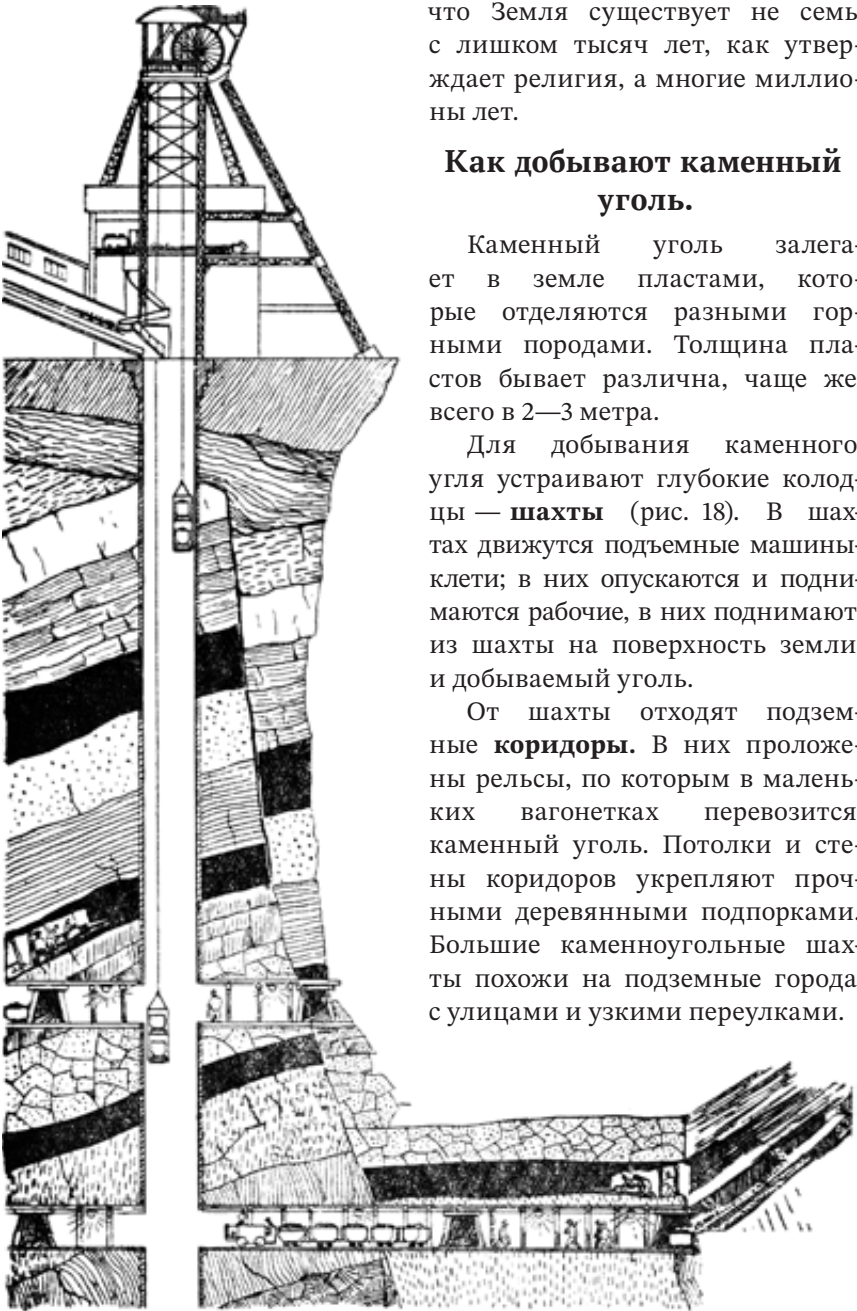 что Земля существует не семь
с лишком тысяч лет, как утвер-
ждает религия, а многие миллио-
ны лет.
Как добывают каменный
уголь.
Каменный уголь залега-
ет в земле пластами, кото-
рые отделяются разными гор-
ными породами. Толщина пла-
стов бывает различна, чаще же
всего в 2—3 метра.
Для добывания каменного
угля устраивают глубокие колод-
цы — шахты (рис. 18). В шах-
тах движутся подъемные машины-
клети; в них опускаются и подни-
маются рабочие, в них поднимают
из шахты на поверхность земли
и добываемый уголь.
От шахты отходят подзем-
ные коридоры. В них проложе-
ны рельсы, по которым в малень-
ких вагонетках перевозится
каменный уголь. Потолки и сте-
ны коридоров укрепляют проч-
ными деревянными подпорками.
Большие каменноугольные шах-
ты похожи на подземные города
с улицами и узкими переулками.